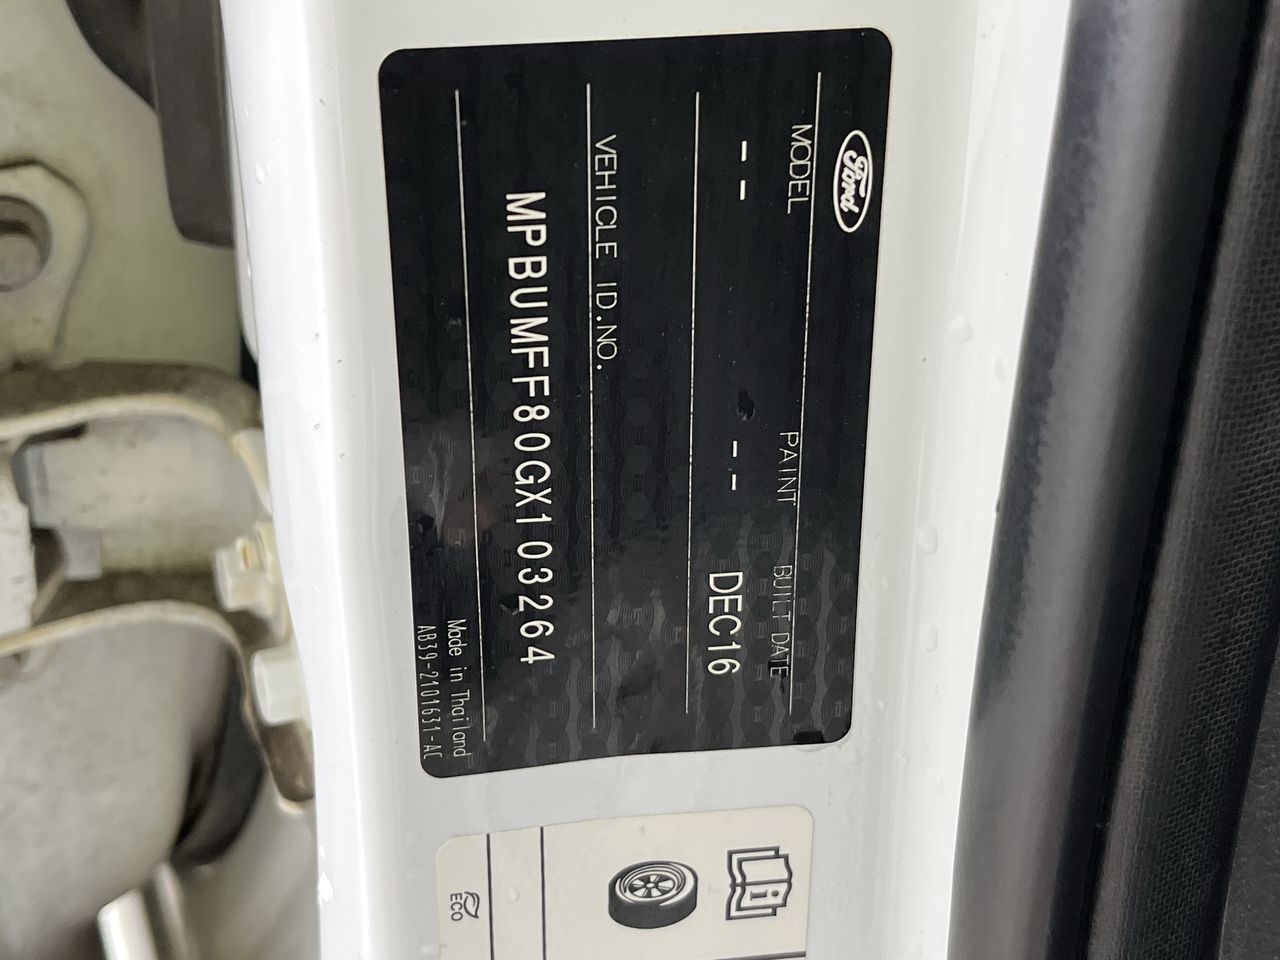 Ford
MODEL PAINT BUILT DATE
-- -- DEC16
VEHICLE ID.NO.
MPBUMFF80GX103264
Made in Thailand
AB39-2101631-AC
ECO